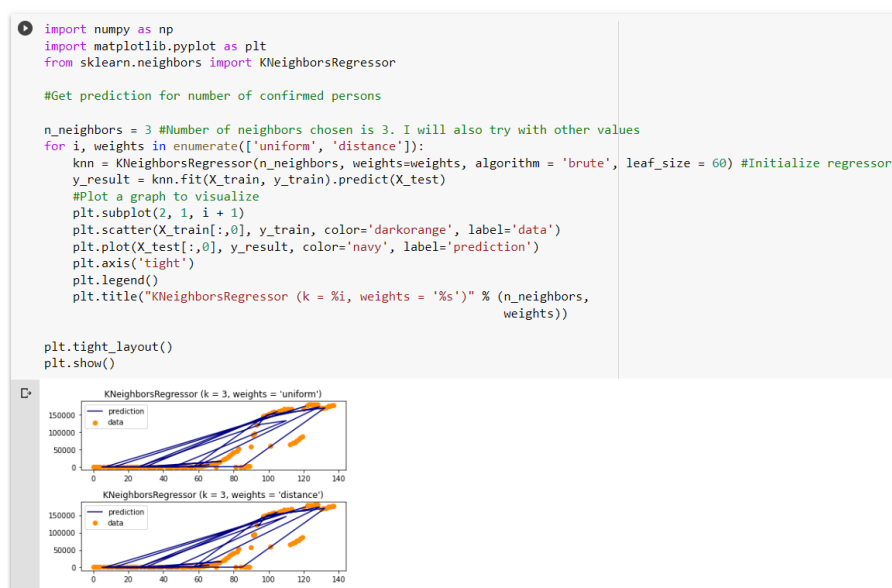 import numpy as np
import matplotlib.pyplot as plt
from sklearn.neighbors import KNeighborsRegressor
#Get prediction for number of confirmed persons
n_neighbors = 3 #Number of neighbors chosen is 3. I will also try with other values
for i, weights in enumerate(['uniform', 'distance']):
    knn = KNeighborsRegressor(n_neighbors, weights=weights, algorithm = 'brute', leaf_size = 60) #Initialize regressor
    y_result = knn.fit(X_train, y_train).predict(X_test)
    #Plot a graph to visualize
    plt.subplot(2, 1, i + 1)
    plt.scatter(X_train[:,0], y_train, color='darkorange', label='data')
    plt.plot(X_test[:,0], y_result, color='navy', label='prediction')
    plt.axis('tight')
    plt.legend()
    plt.title("KNeighborsRegressor (k = %i, weights = '%s')" % (n_neighbors,
                                                                weights))
plt.tight_layout()
plt.show()
KNeighborsRegressor (k = 3, weights = 'uniform')
prediction
data
150000
100000
50000
0
0 20 40 60 80 100 120 140
KNeighborsRegressor (k = 3, weights = 'distance')
prediction
data
150000
100000
50000
0
0 20 40 60 80 100 120 140